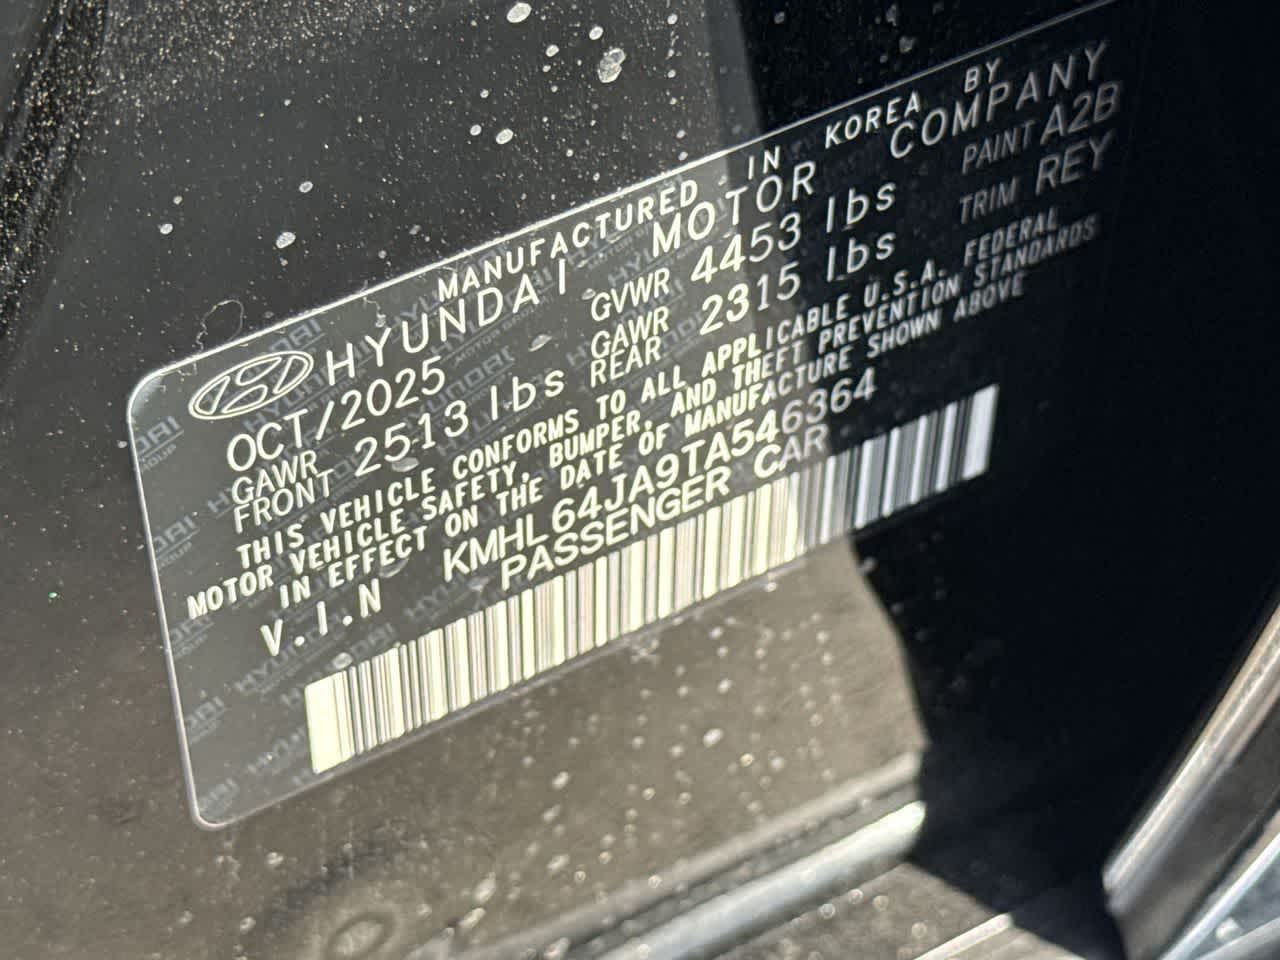 MANUFACTURED IN KOREA BY
HYUNDAI MOTOR COMPANY
OCT/2025 GVWR 4453 lbs PAINT A2B
GAWR FRONT 2513 lbs GAWR REAR 2315 lbs TRIM REY
THIS VEHICLE CONFORMS TO ALL APPLICABLE U.S.A. FEDERAL
MOTOR VEHICLE SAFETY, BUMPER, AND THEFT PREVENTION STANDARDS
IN EFFECT ON THE DATE OF MANUFACTURE SHOWN ABOVE
V.I.N KMHL64JA9TA546364
PASSENGER CAR